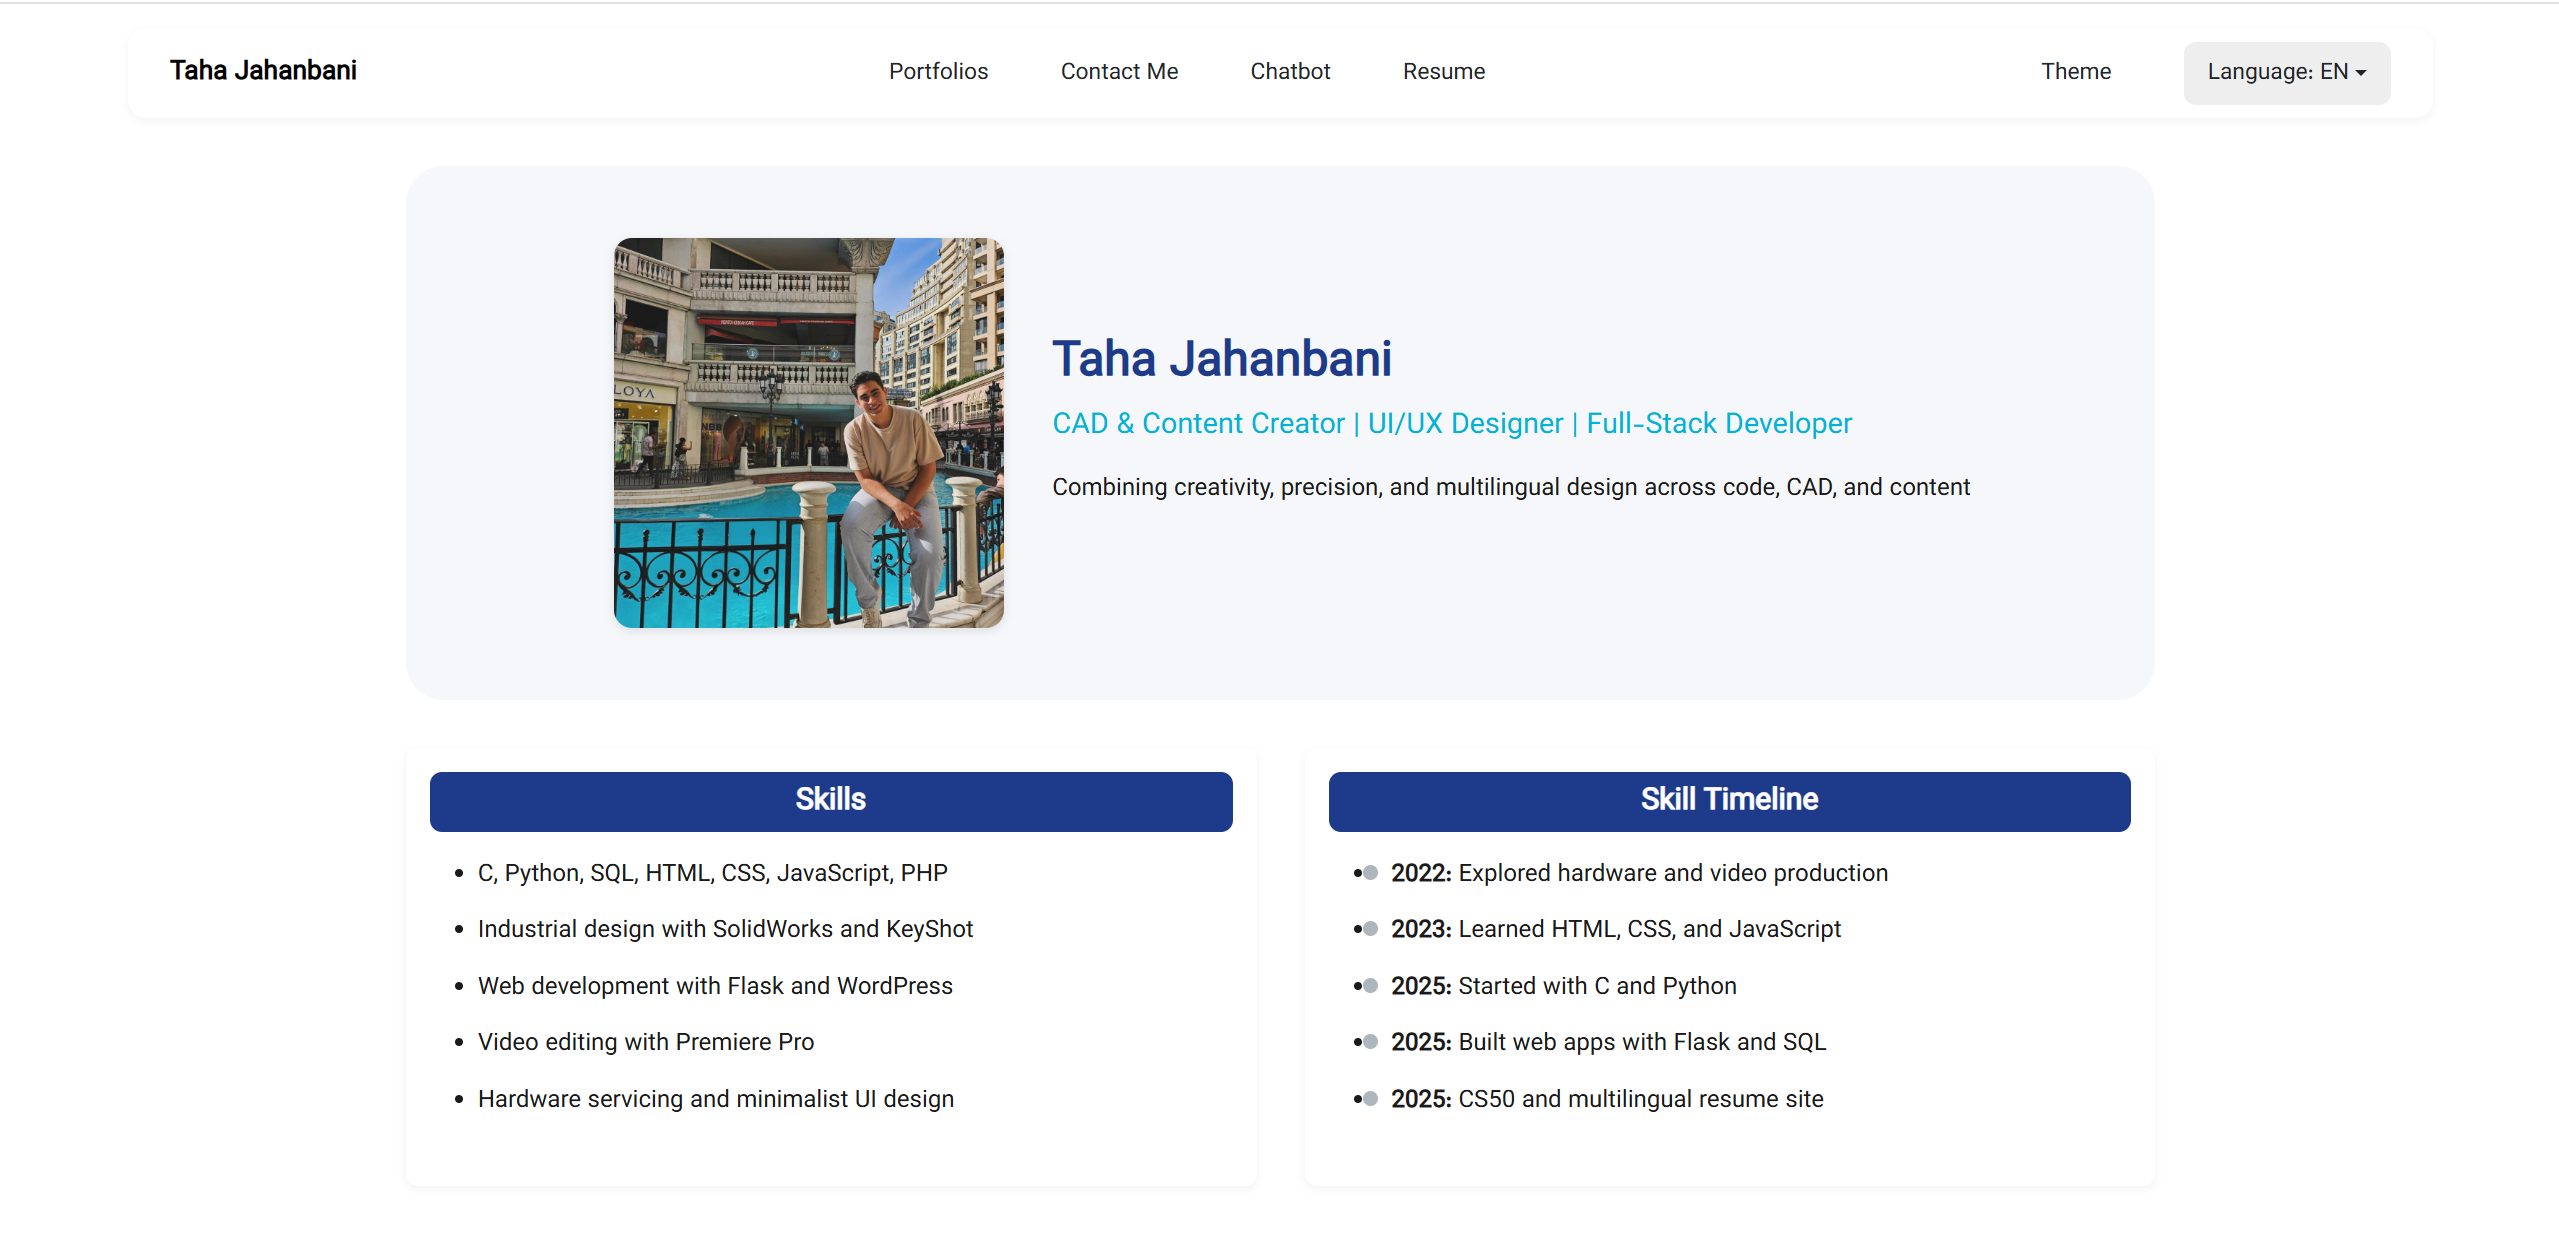 Taha Jahanbani
Portfolios
Contact Me
Chatbot
Resume
Theme
Language: EN
LOYA
Taha Jahanbani
CAD & Content Creator | UI/UX Designer | Full-Stack Developer
Combining creativity, precision, and multilingual design across code, CAD, and content
Skills
C, Python, SQL, HTML, CSS, JavaScript, PHP
Industrial design with SolidWorks and KeyShot
Web development with Flask and WordPress
Video editing with Premiere Pro
Hardware servicing and minimalist UI design
Skill Timeline
2022: Explored hardware and video production
2023: Learned HTML, CSS, and JavaScript
2025: Started with C and Python
2025: Built web apps with Flask and SQL
2025: CS50 and multilingual resume site